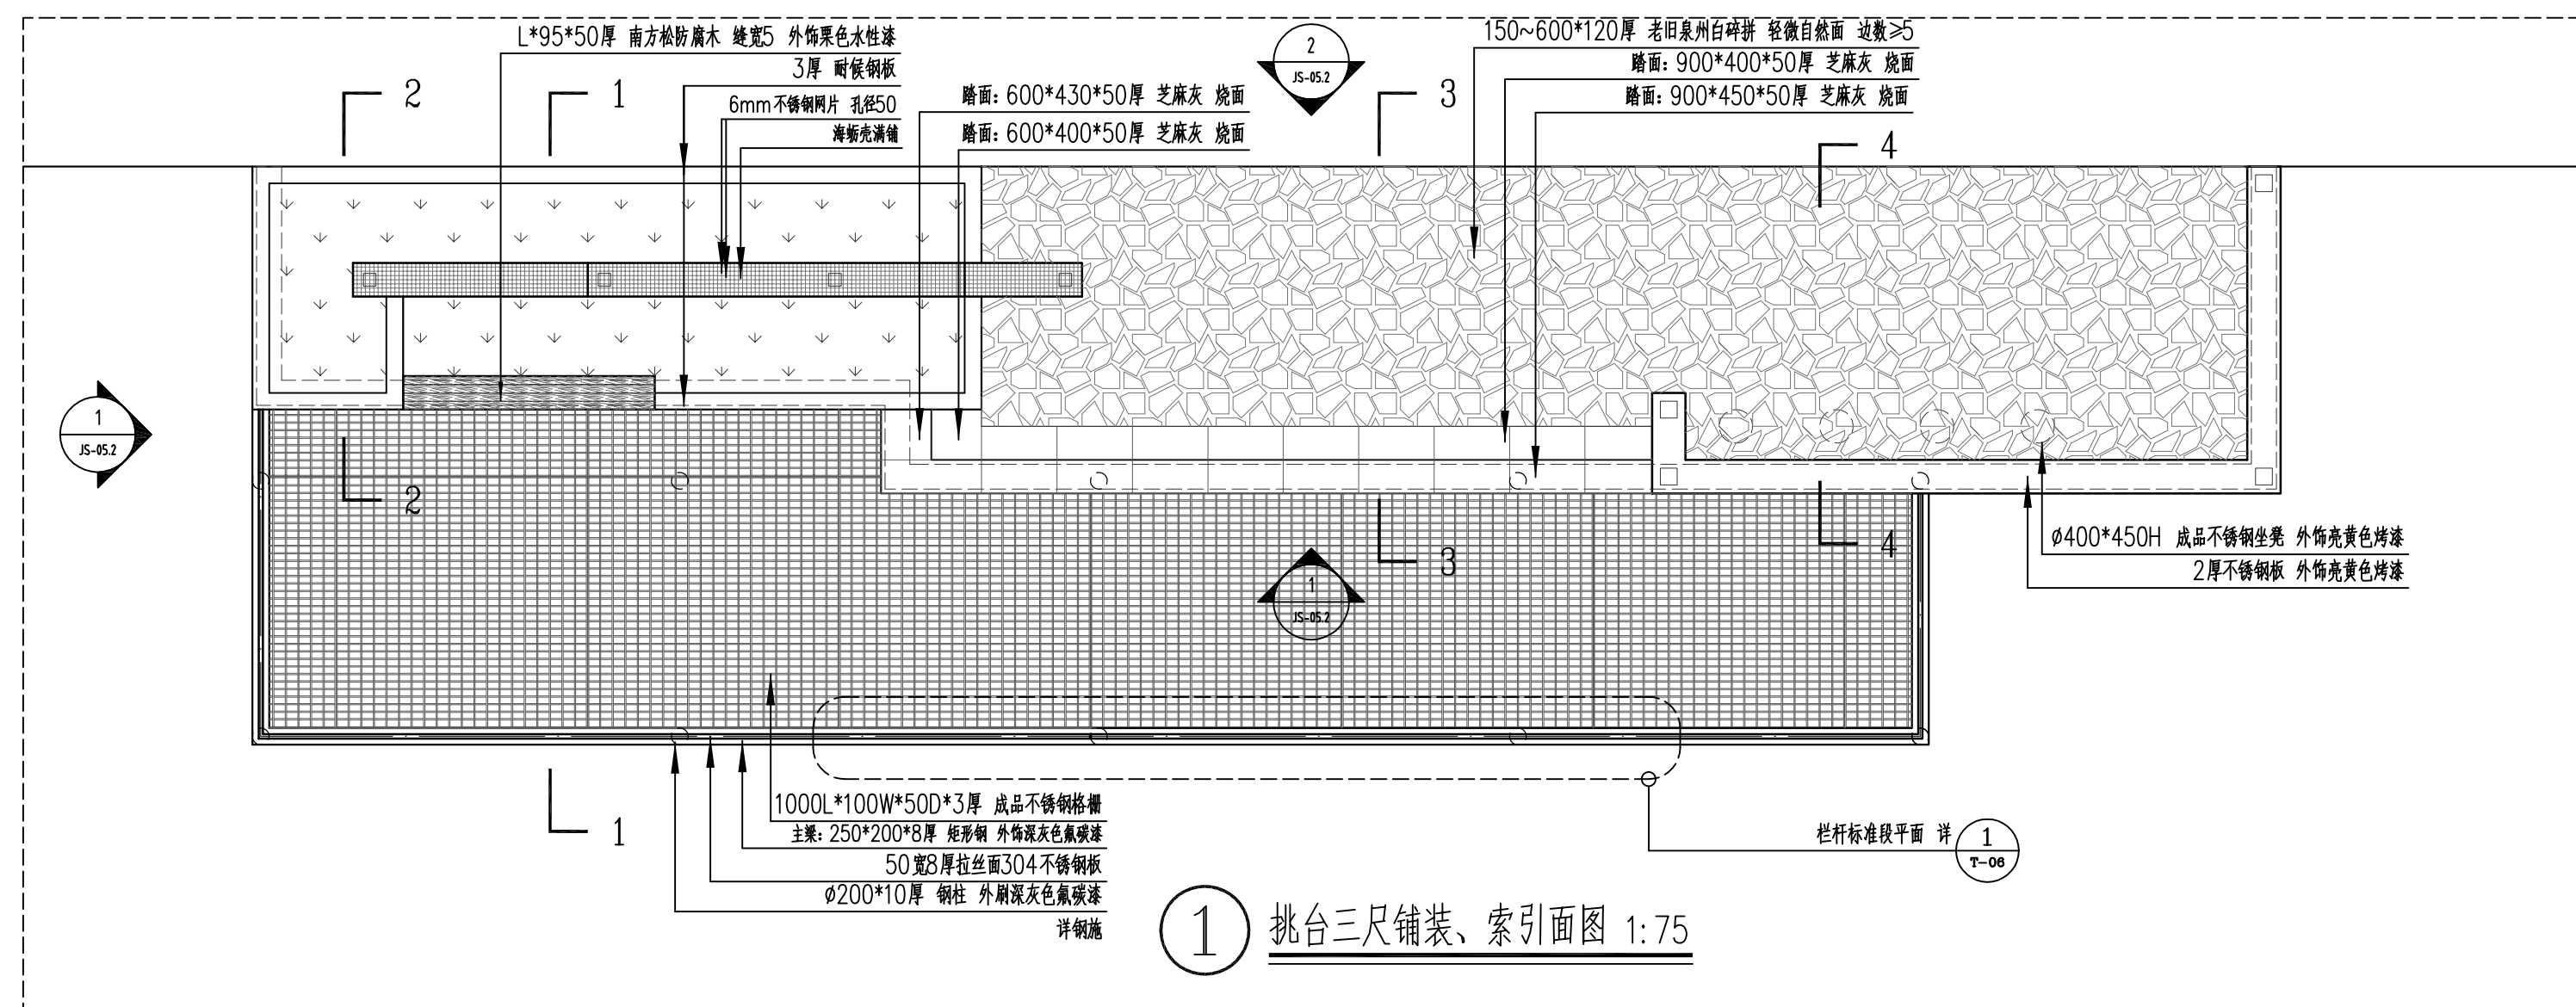 L*95*50厚 南方松防腐木 缝宽5 外饰栗色水性漆
3厚 耐候钢板
6mm不锈钢网片 孔径50
海蛎壳满铺
踏面：600*430*50厚 芝麻灰 烧面
踏面：600*400*50厚 芝麻灰 烧面
2
JS-05.2
150~600*120厚 老旧泉州白碎拼 轻微自然面 边数≥5
踏面：900*400*50厚 芝麻灰 烧面
踏面：900*450*50厚 芝麻灰 烧面
2
1
3
4
1
JS-05.2
2
3
4
1
JS-05.2
ø400*450H 成品不锈钢坐凳 外饰亮黄色烤漆
2厚不锈钢板 外饰亮黄色烤漆
1
1000L*100W*50D*3厚 成品不锈钢格栅
主梁：250*200*8厚 矩形钢 外饰深灰色氟碳漆
50宽8厚拉丝面304不锈钢板
ø200*10厚 钢柱 外刷深灰色氟碳漆
详钢施
栏杆标准段平面 详
1
T-06
1
挑台三尺铺装、索引面图 1:75